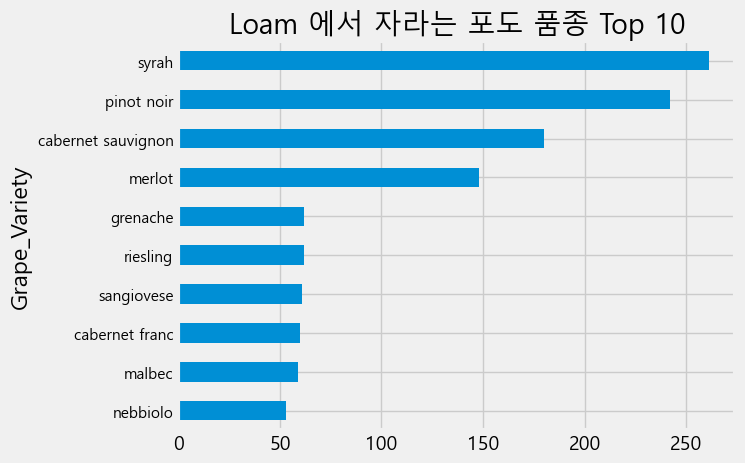 Loam 에서 자라는 포도 품종 Top 10
Grape_Variety
syrah
pinot noir
cabernet sauvignon
merlot
grenache
riesling
sangiovese
cabernet franc
malbec
nebbiolo
0 50 100 150 200 250